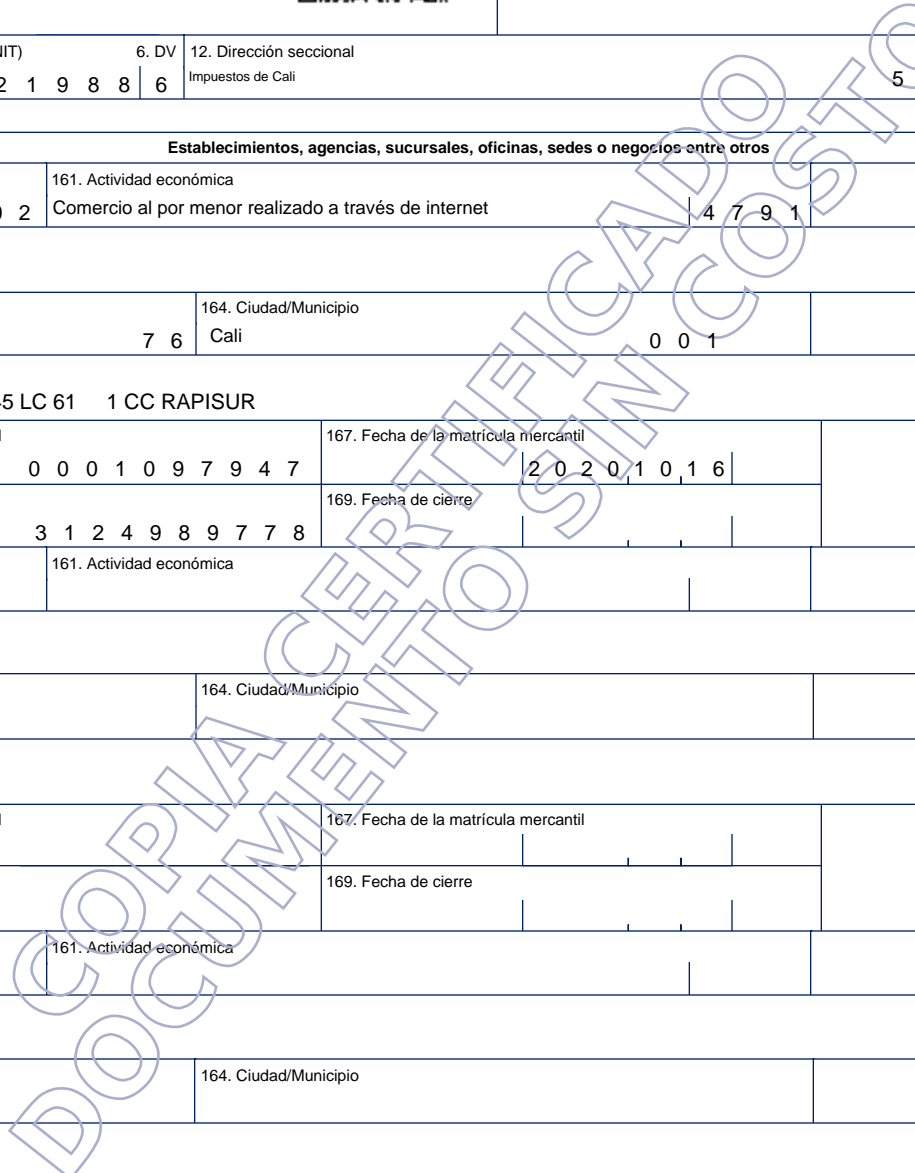 NIT) 6. DV 12. Dirección seccional
2 1 9 8 8 6 Impuestos de Cali 5
Establecimientos, agencias, sucursales, oficinas, sedes o negocios entre otros
161. Actividad económica
2 Comercio al por menor realizado a través de internet 4 7 9 1
164. Ciudad/Municipio
7 6 Cali 0 0 1
5 LC 61 1 CC RAPISUR
167. Fecha de la matrícula mercantil
0 0 0 1 0 9 7 9 4 7 2 0 2 0 1 0 1 6
169. Fecha de cierre
3 1 2 4 9 8 9 7 7 8
161. Actividad económica
164. Ciudad/Municipio
167. Fecha de la matrícula mercantil
169. Fecha de cierre
161. Actividad económica
164. Ciudad/Municipio
COPIA CERTIFICADO
DOCUMENTO SIN COSTO